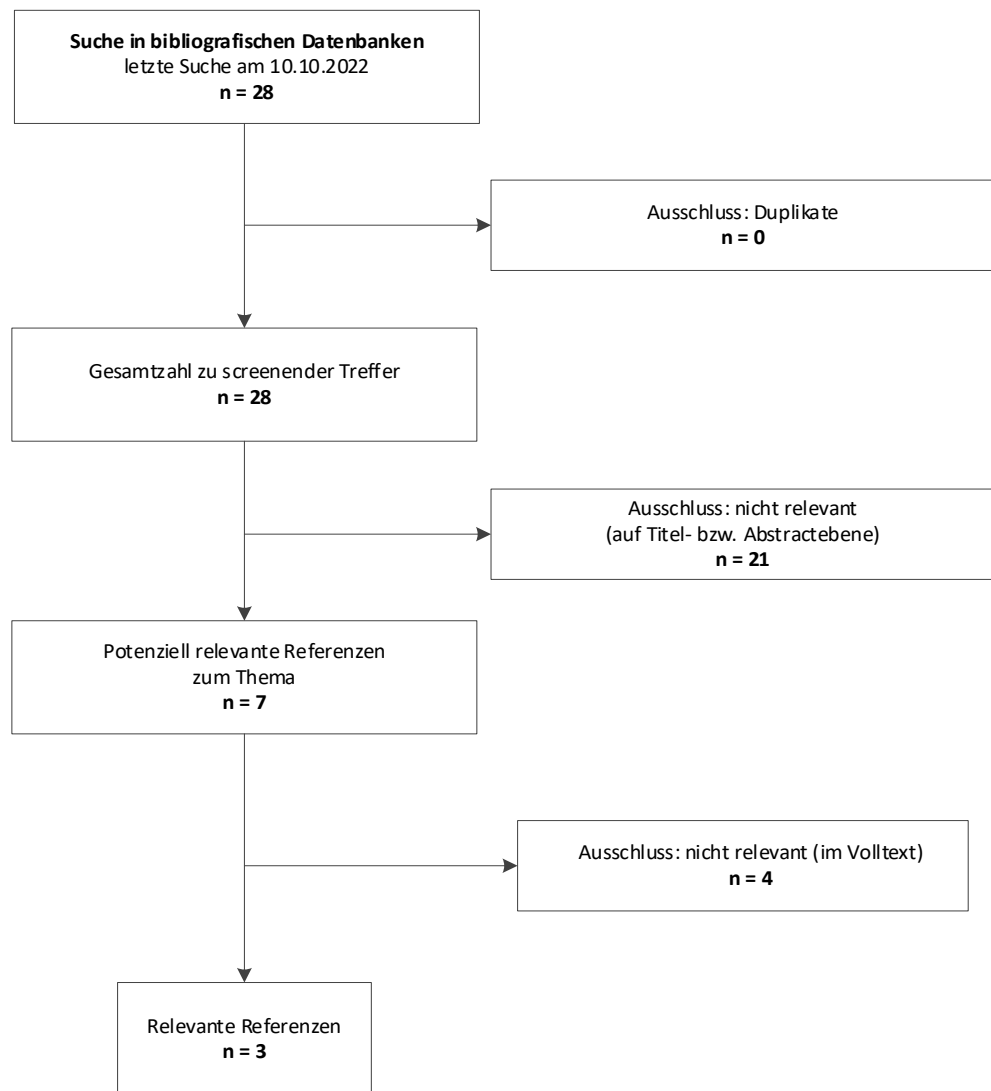 Suche in bibliografischen Datenbanken
letzte Suche am 10.10.2022
n = 28
Ausschluss: Duplikate
n = 0
Gesamtzahl zu screenender Treffer
n = 28
Ausschluss: nicht relevant
(auf Titel- bzw. Abstractebene)
n = 21
Potenziell relevante Referenzen
zum Thema
n = 7
Ausschluss: nicht relevant (im Volltext)
n = 4
Relevante Referenzen
n = 3